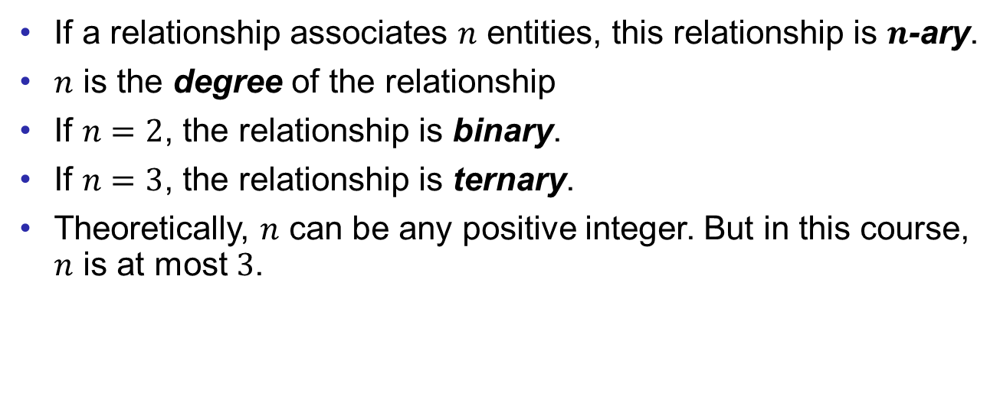 • If a relationship associates 𝑛 entities, this relationship is 𝒏-ary.
• 𝑛 is the degree of the relationship
• If 𝑛 = 2, the relationship is binary.
• If 𝑛 = 3, the relationship is ternary.
• Theoretically, 𝑛 can be any positive integer. But in this course,
𝑛 is at most 3.